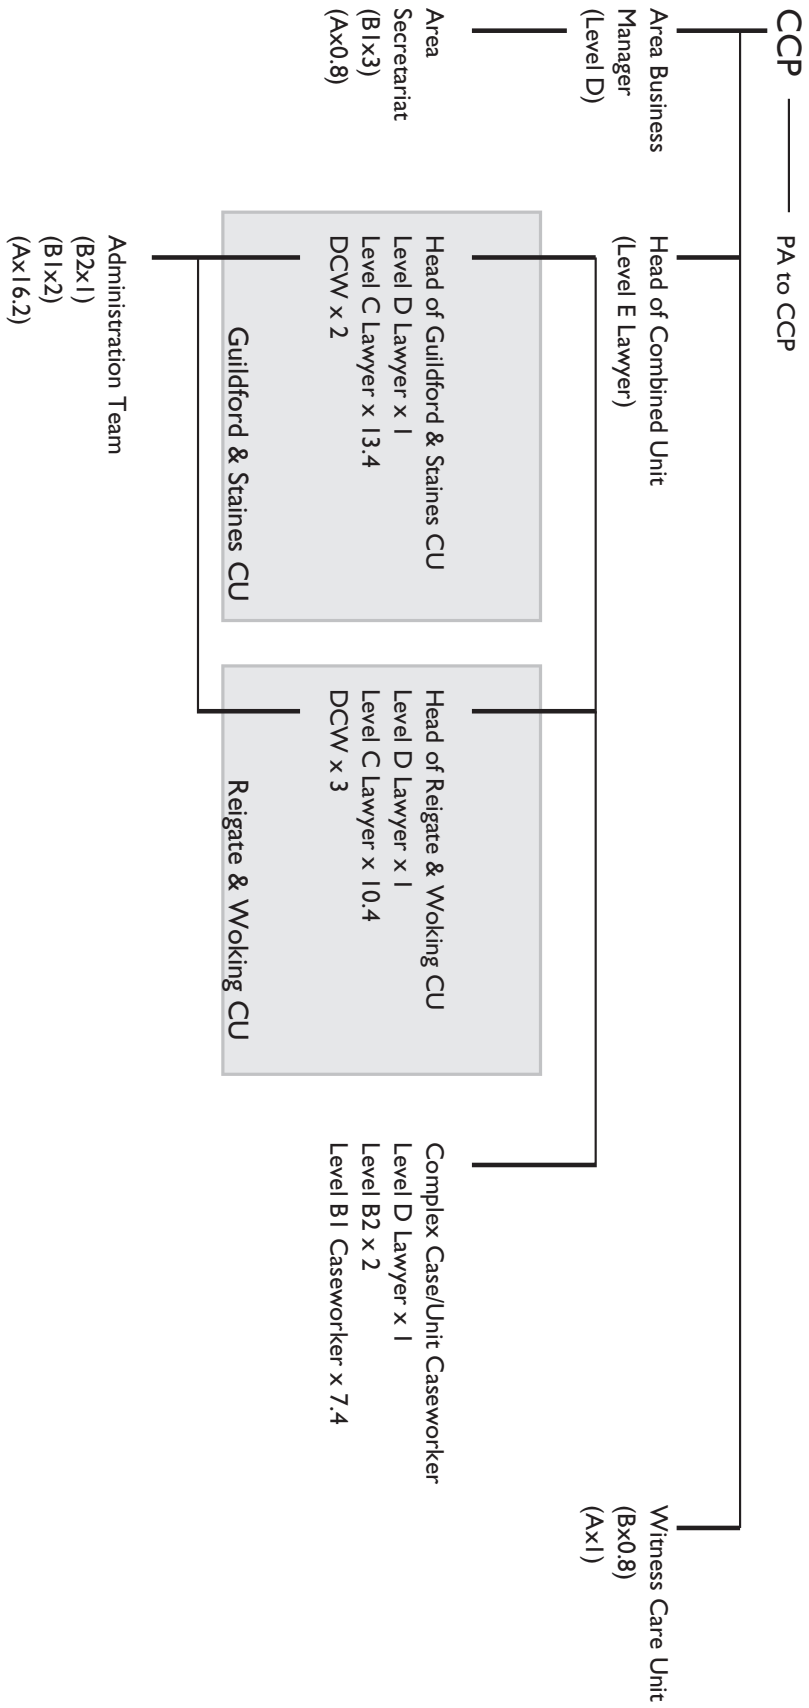 CCP
PA to CCP
Area Business
Manager
(Level D)
Head of Combined Unit
(Level E Lawyer)
Witness Care Unit
(Bx0.8)
(Ax1)
Area
Secretariat
(B1x3)
(Ax0.8)
Head of Guildford & Staines CU
Level D Lawyer x 1
Level C Lawyer x 13.4
DCW x 2
Guildford & Staines CU
Head of Reigate & Woking CU
Level D Lawyer x 1
Level C Lawyer x 10.4
DCW x 3
Reigate & Woking CU
Complex Case/Unit Caseworker
Level D Lawyer x 1
Level B2 x 2
Level B1 Caseworker x 7.4
Administration Team
(B2x1)
(B1x2)
(Ax16.2)